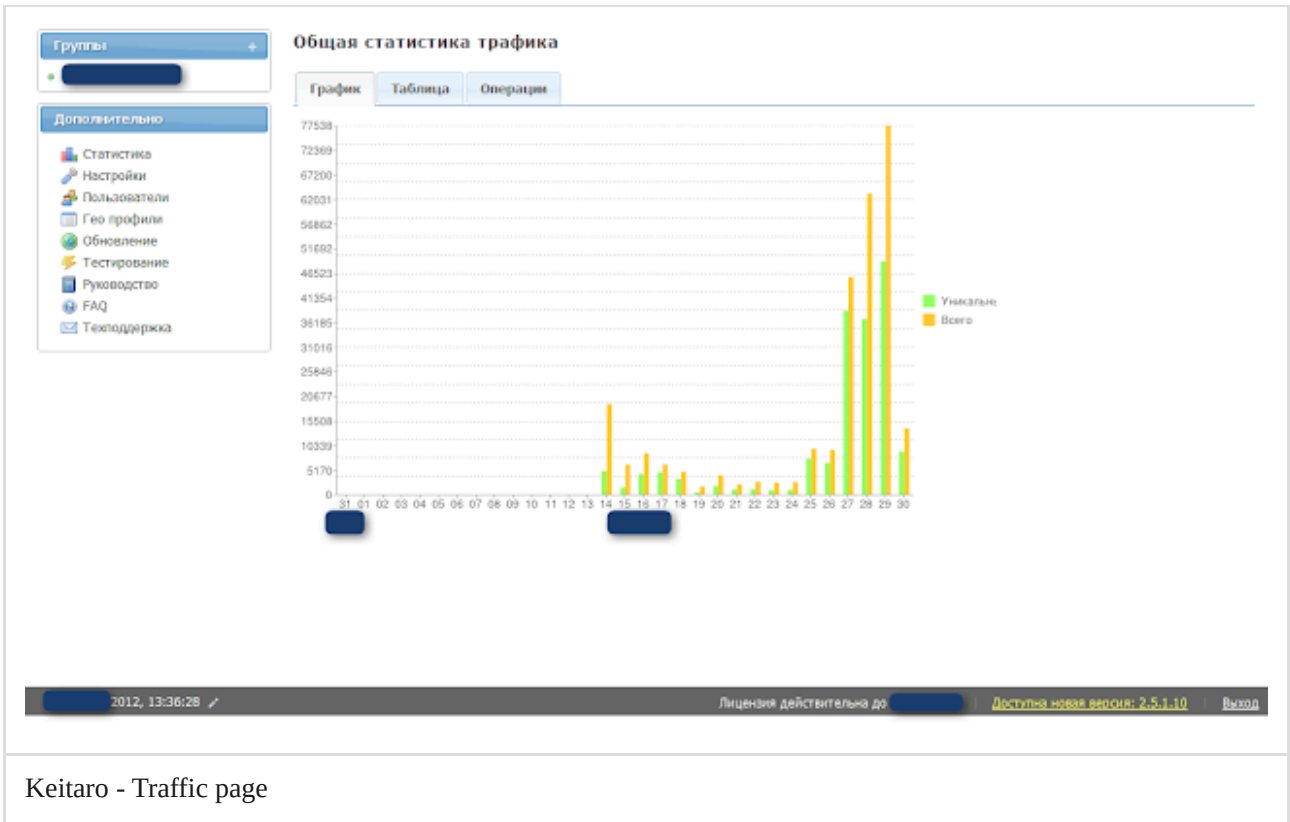 Группы
Дополнительно
Статистика
Настройки
Пользователи
Гео профили
Обновление
Тестирование
Руководство
FAQ
Техподдержка
Общая статистика трафика
График Таблица Операции
77538
72369
67200
62031
56862
51692
46523
41354
36185
31016
25846
20677
15508
10339
5170
0
31 01 02 03 04 05 06 07 08 09 10 11 12 13 14 15 16 17 18 19 20 21 22 23 24 25 26 27 28 29 30
Уникальные
Всего
2012, 13:36:28 Лицензия действительна до Доступна новая версия: 2.5.1.10 Выход
Keitaro - Traffic page